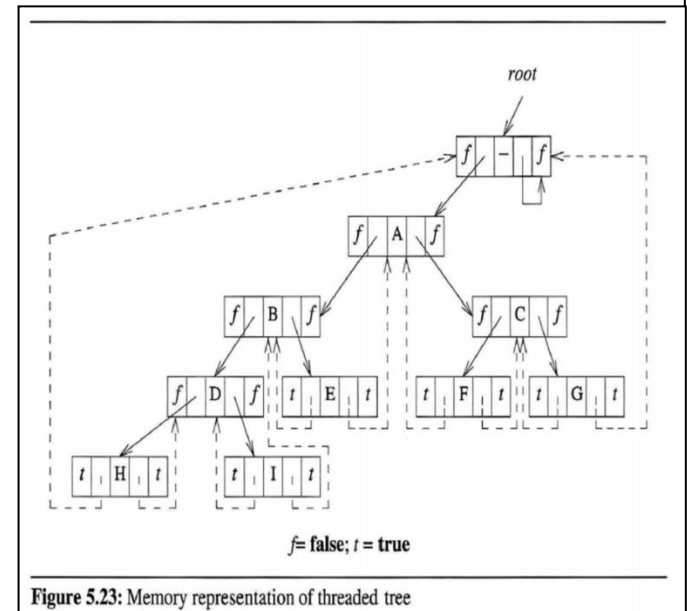 root
f – f
f A f
f B f f C f
f D f t E t t F t t G t
t H t t I t
f= false; t = true
Figure 5.23: Memory representation of threaded tree